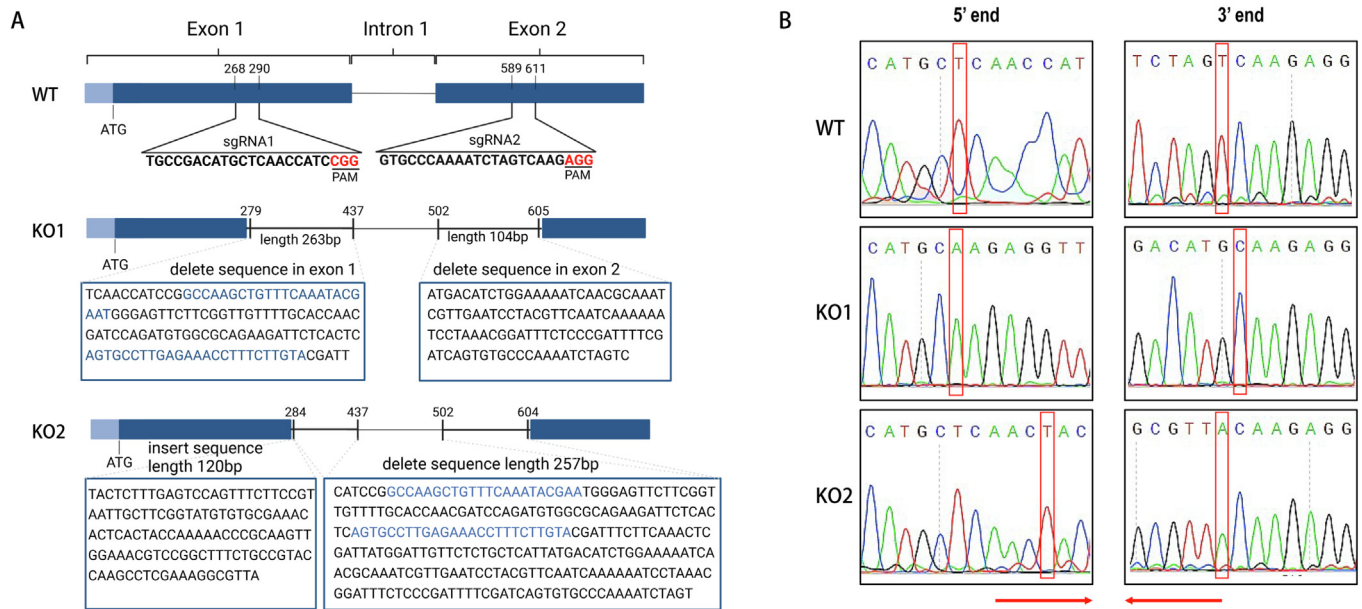 A
Exon 1 Intron 1 Exon 2
268 290 589 611
WT
ATG
sgRNA1 sgRNA2
TGCCGACATGCTCAACCATCCGG GTGCCCAAAATCTAGTCAAGAGG
PAM PAM
279 437 502 605
KO1
length 263bp length 104bp
ATG
delete sequence in exon 1 delete sequence in exon 2
TCAACCATCCGGCCAAGCTGTTTCAAATACG
AATGGGAGTTCTTCGGTTGTTTTGCACCAAC
GATCCAGATGTGGCGCAGAAGATTCTCACTC
AGTGCCTTGAGAAACCTTTCTTGTACGATT
ATGACATCTGGAAAAATCAACGCAAAT
CGTTGAATCCTACGTTCAATCAAAAAA
TCCTAAACGGATTTCTCCCGATTTTCG
ATCAGTGTGCCCAAAATCTAGTC
284 437 502 604
KO2
ATG
insert sequence
length 120bp
delete sequence length 257bp
TACTCTTTGAGTCCAGTTTCTTCCGT
AATTGCTTCGGTATGTGTGCGAAAC
ACTCACTACCAAAAACCCGCAAGTT
GGAAACGTCCGGCTTTCTGCCGTAC
CAAGCCTCGAAAGGCGTTA
CATCCGGCCAAGCTGTTTCAAATACGAATGGGAGTTCTTCGGT
TGTTTTGCACCAACGATCCAGATGTGGCGCAGAAGATTCTCAC
TCAGTGCCTTGAGAAACCTTTCTTGTACGATTTCTTCAAACTC
GATTATGGATTGTTCTCTGCTCATTATGACATCTGGAAAAATCA
ACGCAAATCGTTGAATCCTACGTTCAATCAAAAAATCCTAAAC
GGATTTCTCCCGATTTTCGATCAGTGTGCCCAAAATCTAGT
B
5' end 3' end
WT
CATGCTCAACCAT TCTAGTCAAGAGG
KO1
CATGCAAGAGGTT GACATGCAAGAGG
KO2
CATGCTCAACTAC GCGTTACAAGAGG